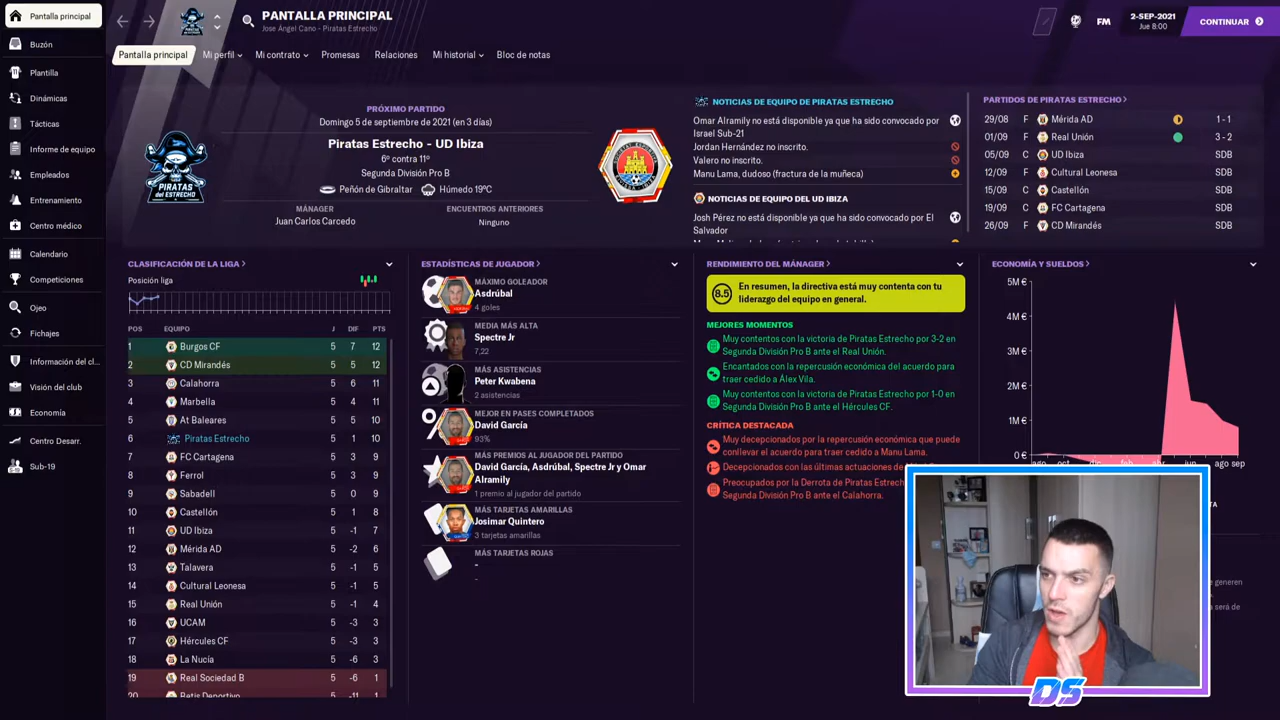 Pantalla principal
Buzón
Plantilla
Dinámicas
Tácticas
Informe de equipo
Empleados
Entrenamiento
Centro médico
Calendario
Competiciones
Ojeo
Fichajes
Información del cl...
Visión del club
Economía
Centro Desarr.
Sub-19
PANTALLA PRINCIPAL
Jose Ángel Cano - Piratas Estrecho
FM
2-SEP-2021
Jue 8:00
CONTINUAR
Pantalla principal
Mi perfil
Mi contrato
Promesas
Relaciones
Mi historial
Bloc de notas
PIRATAS
del ESTRECHO
PRÓXIMO PARTIDO
Domingo 5 de septiembre de 2021 (en 3 días)
Piratas Estrecho - UD Ibiza
6º contra 11º
Segunda División Pro B
Peñón de Gibraltar
Húmedo 19ºC
MÁNAGER
Juan Carlos Carcedo
ENCUENTROS ANTERIORES
Ninguno
NOTICIAS DE EQUIPO DE PIRATAS ESTRECHO
Omar Alramily no está disponible ya que ha sido convocado por
Israel Sub-21
Jordan Hernández no inscrito.
Valero no inscrito.
Manu Lama, dudoso (fractura de la muñeca)
NOTICIAS DE EQUIPO DEL UD IBIZA
Josh Pérez no está disponible ya que ha sido convocado por El
Salvador
PARTIDOS DE PIRATAS ESTRECHO
29/08 F Mérida AD 1 - 1
01/09 F Real Unión 3 - 2
05/09 C UD Ibiza SDB
12/09 F Cultural Leonesa SDB
15/09 C Castellón SDB
19/09 C FC Cartagena SDB
26/09 F CD Mirandés SDB
CLASIFICACIÓN DE LA LIGA
Posición liga
POS EQUIPO J DIF PTS
1 Burgos CF 5 7 12
2 CD Mirandés 5 5 12
3 Calahorra 5 6 11
4 Marbella 5 4 11
5 At Baleares 5 5 10
6 Piratas Estrecho 5 1 10
7 FC Cartagena 5 3 9
8 Ferrol 5 3 9
9 Sabadell 5 0 9
10 Castellón 5 1 8
11 UD Ibiza 5 -1 7
12 Mérida AD 5 -2 6
13 Talavera 5 -1 5
14 Cultural Leonesa 5 -1 5
15 Real Unión 5 -1 4
16 UCAM 5 -3 3
17 Hércules CF 5 -3 3
18 La Nucía 5 -6 3
19 Real Sociedad B 5 -6 1
20 Betis Deportivo 5 -11 1
ESTADÍSTICAS DE JUGADOR
MÁXIMO GOLEADOR
Asdrúbal
4 goles
MEDIA MÁS ALTA
Spectre Jr
7,22
MÁS ASISTENCIAS
Peter Kwabena
2 asistencias
MEJOR EN PASES COMPLETADOS
David García
93%
MÁS PREMIOS AL JUGADOR DEL PARTIDO
David García, Asdrúbal, Spectre Jr y Omar
Alramily
1 premio al jugador del partido
MÁS TARJETAS AMARILLAS
Josimar Quintero
3 tarjetas amarillas
MÁS TARJETAS ROJAS
-
-
RENDIMIENTO DEL MÁNAGER
8.5
En resumen, la directiva está muy contenta con tu
liderazgo del equipo en general.
MEJORES MOMENTOS
Muy contentos con la victoria de Piratas Estrecho por 3-2 en
Segunda División Pro B ante el Real Unión.
Encantados con la repercusión económica del acuerdo para
traer cedido a Álex Vila.
Muy contentos con la victoria de Piratas Estrecho por 1-0 en
Segunda División Pro B ante el Hércules CF.
CRÍTICA DESTACADA
Muy decepcionados por la repercusión económica que puede
conllevar el acuerdo para traer cedido a Manu Lama.
Decepcionados con las últimas actuaciones de
Preocupados por la Derrota de Piratas Estrecho
Segunda División Pro B ante el Calahorra.
ECONOMÍA Y SUELDOS
5M €
4M €
3M €
2M €
1M €
0 €
ago oct dic feb abr jun ago sep
generen
será de
DS